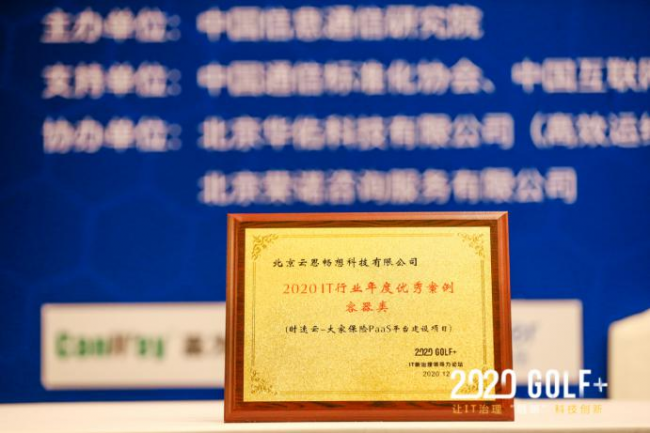 主办单位：中国信息通信研究院
支持单位：中国通信标准化协会、中国互联网
协办单位：北京华佑科技有限公司（高效运维
北京荣诺咨询服务有限公司
北京云思畅想科技有限公司
2020 IT行业年度优秀案例
容器类
(时速云-大家保险PaaS平台建设项目)
2020 GOLF+
IT新治理领导力论坛
2020.12
2020 GOLF+
让IT治理
科技创新